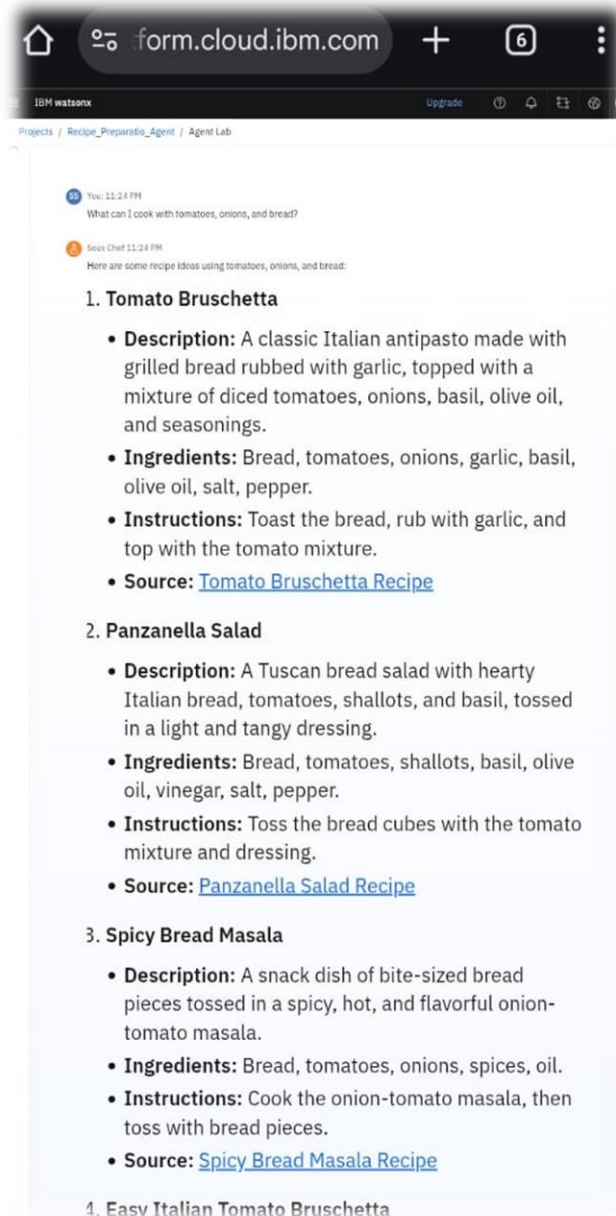 form.cloud.ibm.com
6
IBM watsonx
Upgrade
Projects / Recipe_Preparatio_Agent / Agent Lab
SS You: 11:24 PM
What can I cook with tomatoes, onions, and bread?
Sous Chef 11:24 PM
Here are some recipe ideas using tomatoes, onions, and bread:
1. Tomato Bruschetta
• Description: A classic Italian antipasto made with
grilled bread rubbed with garlic, topped with a
mixture of diced tomatoes, onions, basil, olive oil,
and seasonings.
• Ingredients: Bread, tomatoes, onions, garlic, basil,
olive oil, salt, pepper.
• Instructions: Toast the bread, rub with garlic, and
top with the tomato mixture.
• Source: Tomato Bruschetta Recipe
2. Panzanella Salad
• Description: A Tuscan bread salad with hearty
Italian bread, tomatoes, shallots, and basil, tossed
in a light and tangy dressing.
• Ingredients: Bread, tomatoes, shallots, basil, olive
oil, vinegar, salt, pepper.
• Instructions: Toss the bread cubes with the tomato
mixture and dressing.
• Source: Panzanella Salad Recipe
3. Spicy Bread Masala
• Description: A snack dish of bite-sized bread
pieces tossed in a spicy, hot, and flavorful onion-
tomato masala.
• Ingredients: Bread, tomatoes, onions, spices, oil.
• Instructions: Cook the onion-tomato masala, then
toss with bread pieces.
• Source: Spicy Bread Masala Recipe
4. Easy Italian Tomato Bruschetta